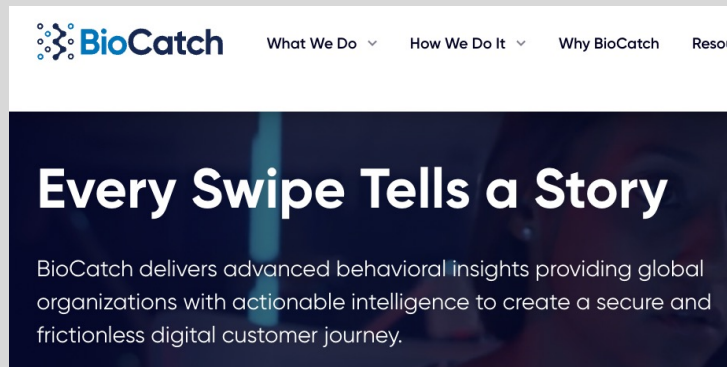 BioCatch What We Do How We Do It Why BioCatch
Every Swipe Tells a Story
BioCatch delivers advanced behavioral insights providing global
organizations with actionable intelligence to create a secure and
frictionless digital customer journey.